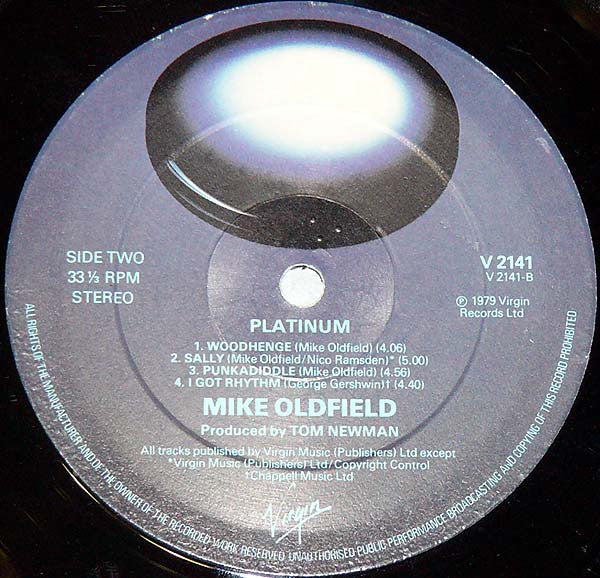 SIDE TWO
33 ⅓ RPM
STEREO
V 2141
V 2141-B
℗ 1979 Virgin
Records Ltd
PLATINUM
1. WOODHENGE (Mike Oldfield) (4.06)
2. SALLY (Mike Oldfield/Nico Ramsden)* (5.00)
3. PUNKADIDDLE (Mike Oldfield) (4.56)
4. I GOT RHYTHM (George Gershwin)† (4.40)
MIKE OLDFIELD
Produced by TOM NEWMAN
All tracks published by Virgin Music (Publishers) Ltd except
*Virgin Music (Publishers) Ltd/Copyright Control
†Chappell Music Ltd
Virgin
ALL RIGHTS OF THE MANUFACTURER AND OF THE OWNER OF THE RECORDED WORK RESERVED. UNAUTHORISED PUBLIC PERFORMANCE BROADCASTING AND COPYING OF THIS RECORD PROHIBITED